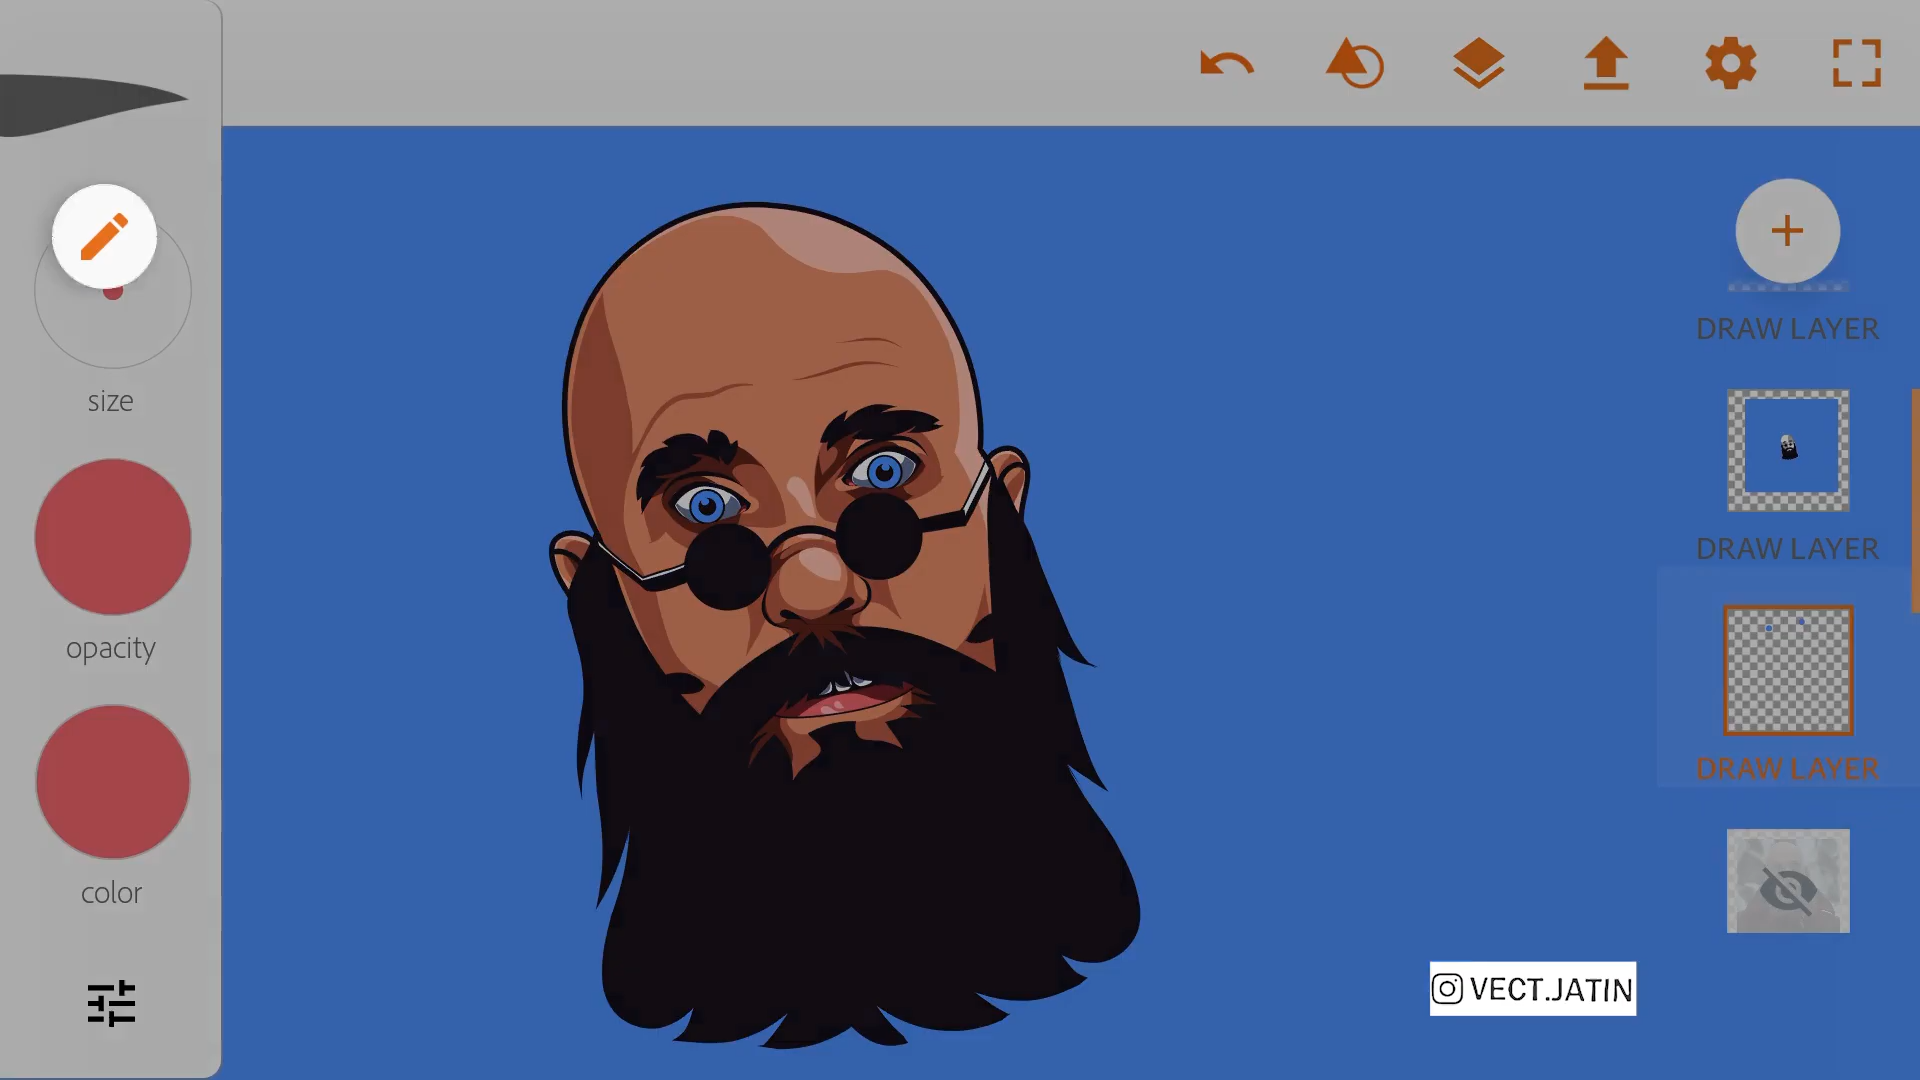 size
opacity
color
DRAW LAYER
DRAW LAYER
DRAW LAYER
VECT.JATIN